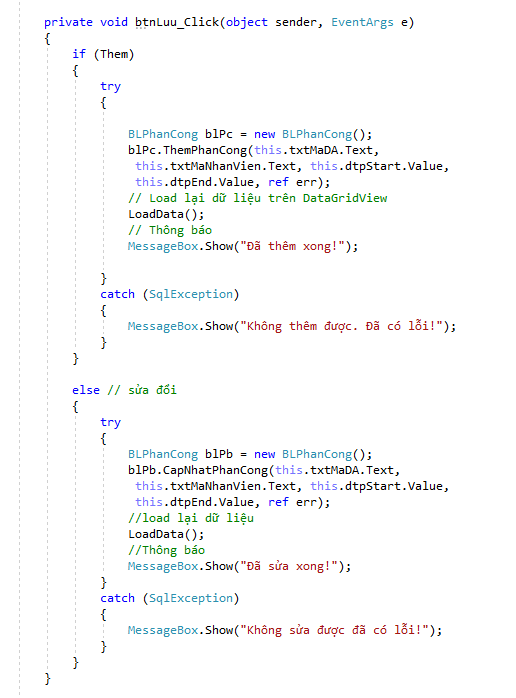 private void btnLuu_Click(object sender, EventArgs e)
{
if (Them)
{
try
{
BLPhanCong blPc = new BLPhanCong();
blPc.ThemPhanCong(this.txtMaDA.Text,
this.txtMaNhanVien.Text, this.dtpStart.Value,
this.dtpEnd.Value, ref err);
// Load lại dữ liệu trên DataGridView
LoadData();
// Thông báo
MessageBox.Show("Đã thêm xong!");
}
catch (SqlException)
{
MessageBox.Show("Không thêm được. Đã có lỗi!");
}
}
else // sửa đổi
{
try
{
BLPhanCong blPb = new BLPhanCong();
blPb.CapNhatPhanCong(this.txtMaDA.Text,
this.txtMaNhanVien.Text, this.dtpStart.Value,
this.dtpEnd.Value, ref err);
//load lại dữ liệu
LoadData();
//Thông báo
MessageBox.Show("Đã sửa xong!");
}
catch (SqlException)
{
MessageBox.Show("Không sửa được đã có lỗi!");
}
}
}